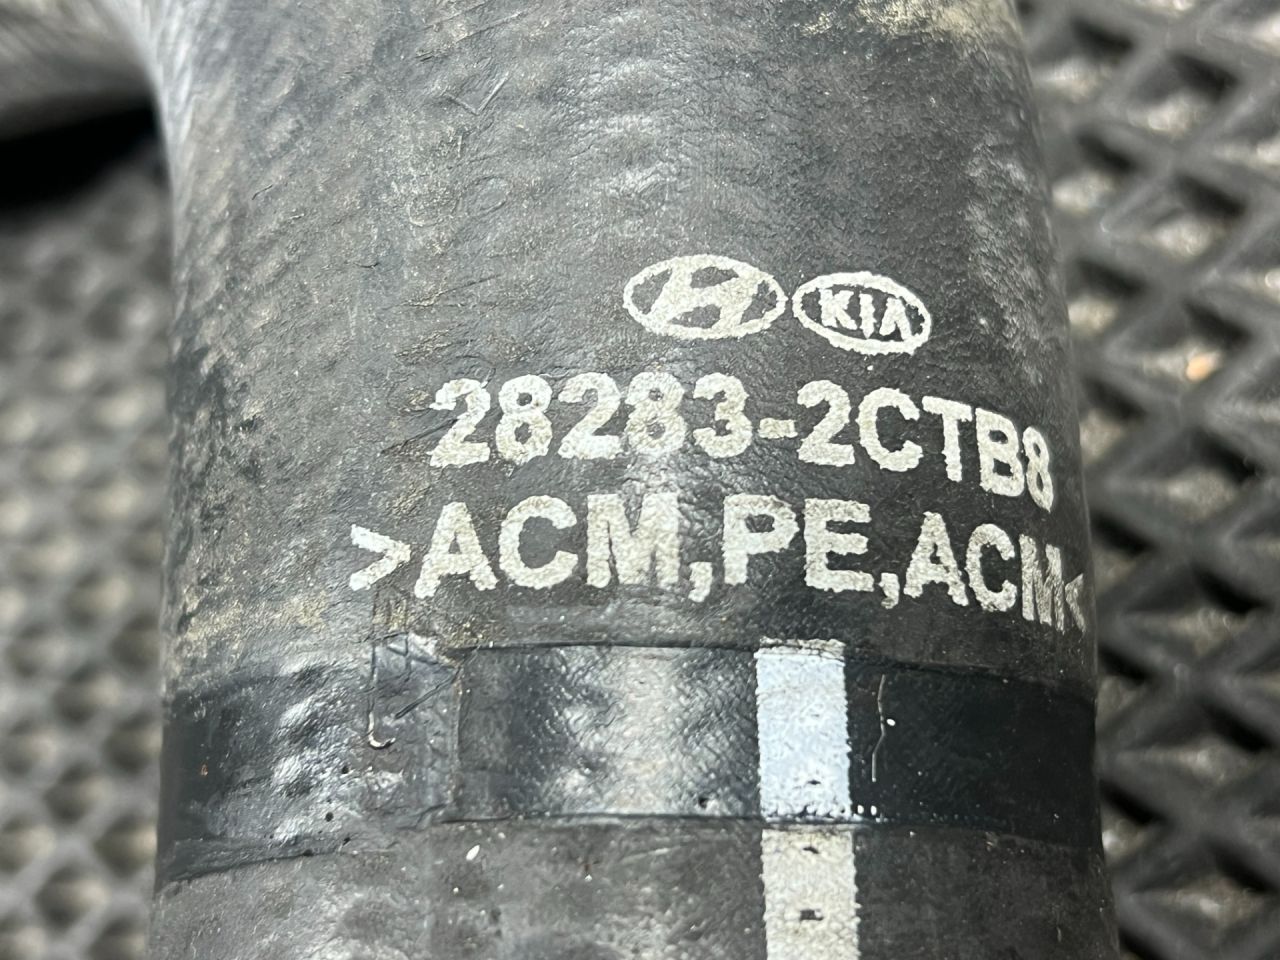 KIA
28283-2CTB8
>ACM,PE,ACM<